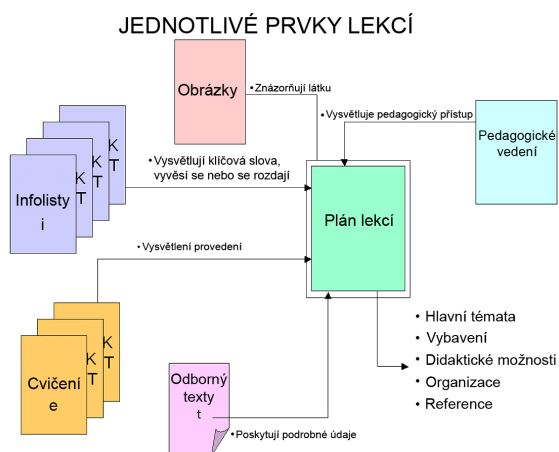 JEDNOTLIVÉ PRVKY LEKCÍ
Obrázky
• Znázorňují látku
• Vysvětluje pedagogický přístup
Pedagogické
vedení
K
T
K
T
K
T
Infolisty
i
• Vysvětlují klíčová slova,
vyvěsí se nebo se rozdají
Plán lekcí
• Vysvětlení provedení
K
T
K
T
Cvičení
e
Odborný
texty
t
• Poskytují podrobné údaje
• Hlavní témata
• Vybavení
• Didaktické možnosti
• Organizace
• Reference